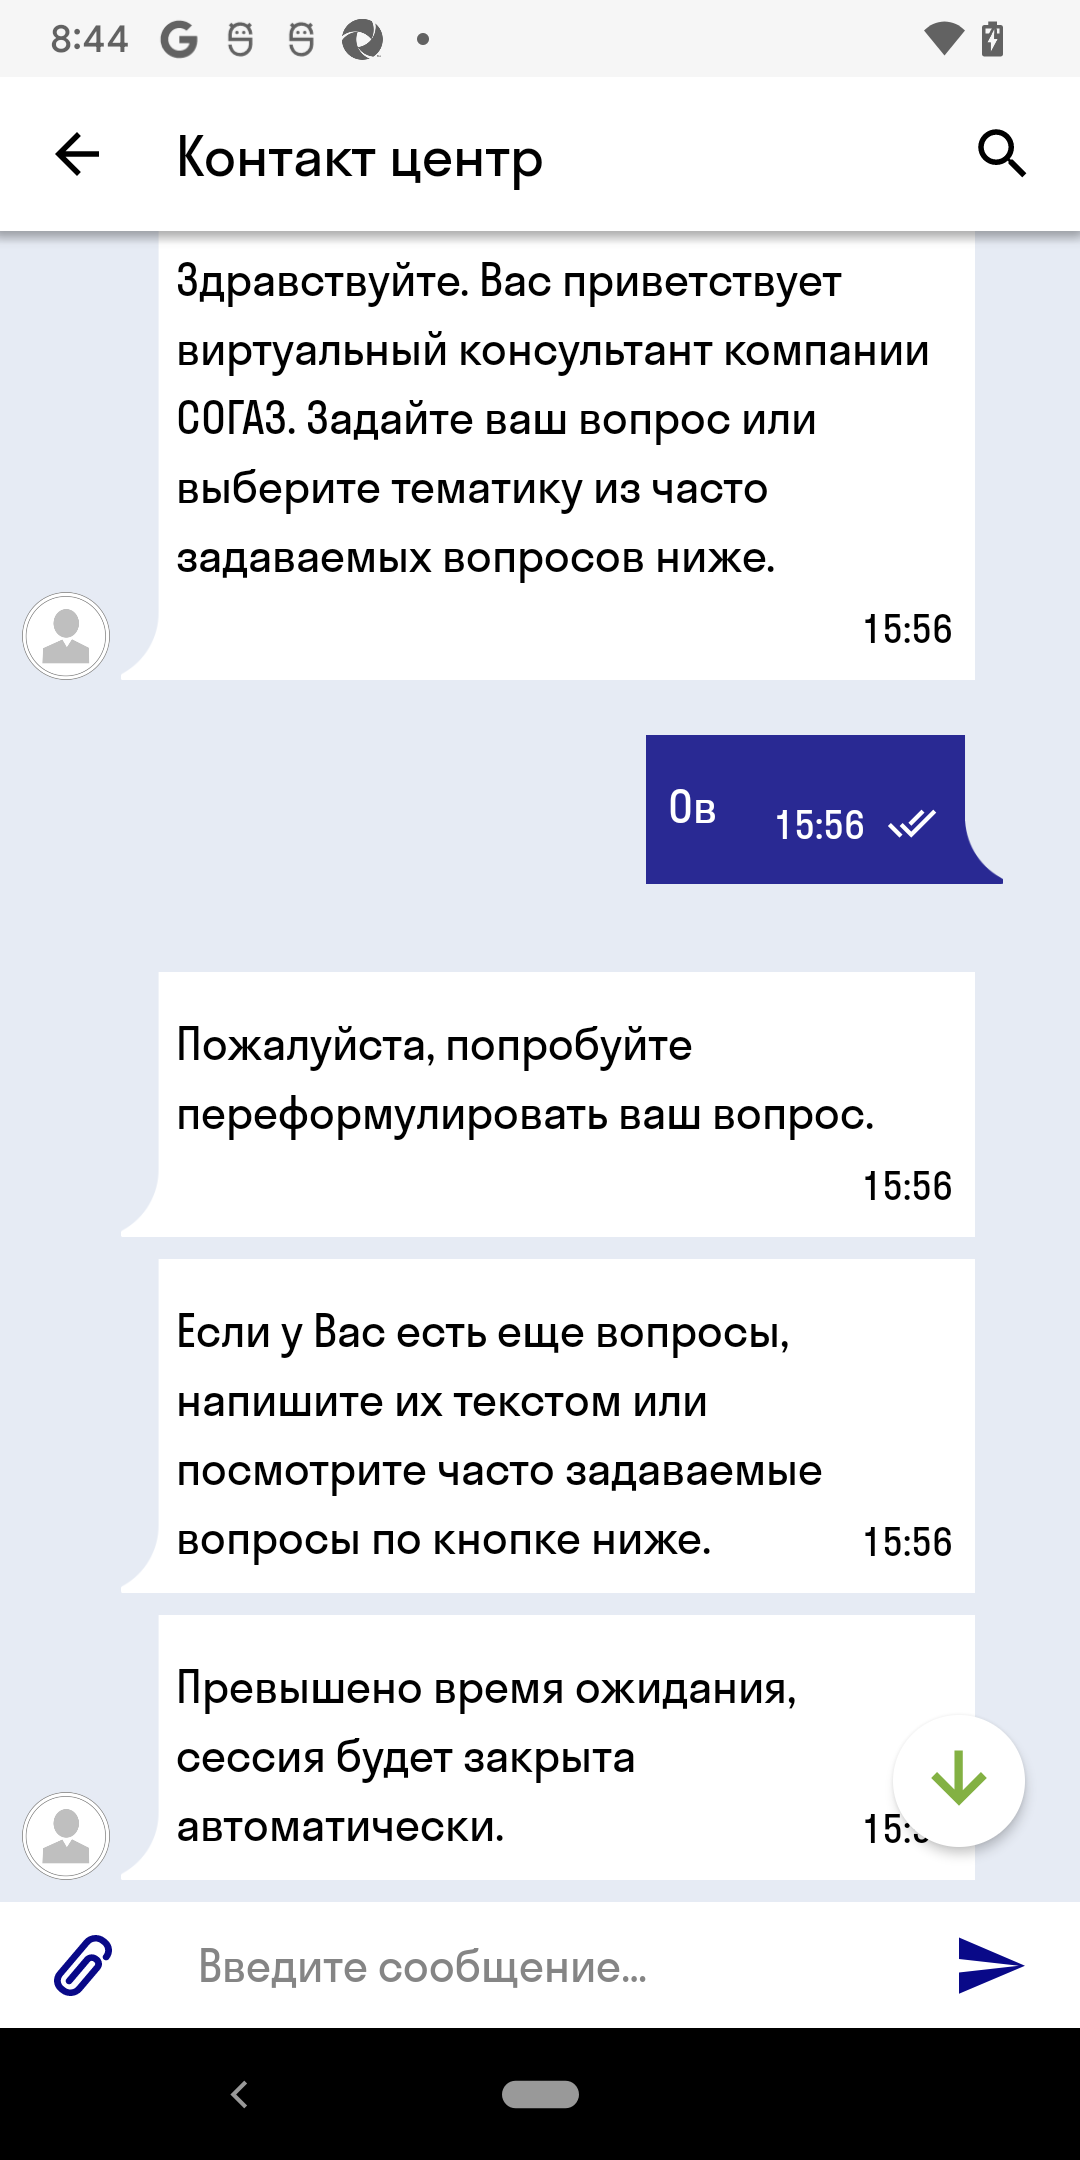 8:44
Контакт центр
Здравствуйте. Вас приветствует
виртуальный консультант компании
СОГАЗ. Задайте ваш вопрос или
выберите тематику из часто
задаваемых вопросов ниже.
15:56
Ов 15:56
Пожалуйста, попробуйте
переформулировать ваш вопрос.
15:56
Если у Вас есть еще вопросы,
напишите их текстом или
посмотрите часто задаваемые
вопросы по кнопке ниже. 15:56
Превышено время ожидания,
сессия будет закрыта
автоматически.
Введите сообщение...